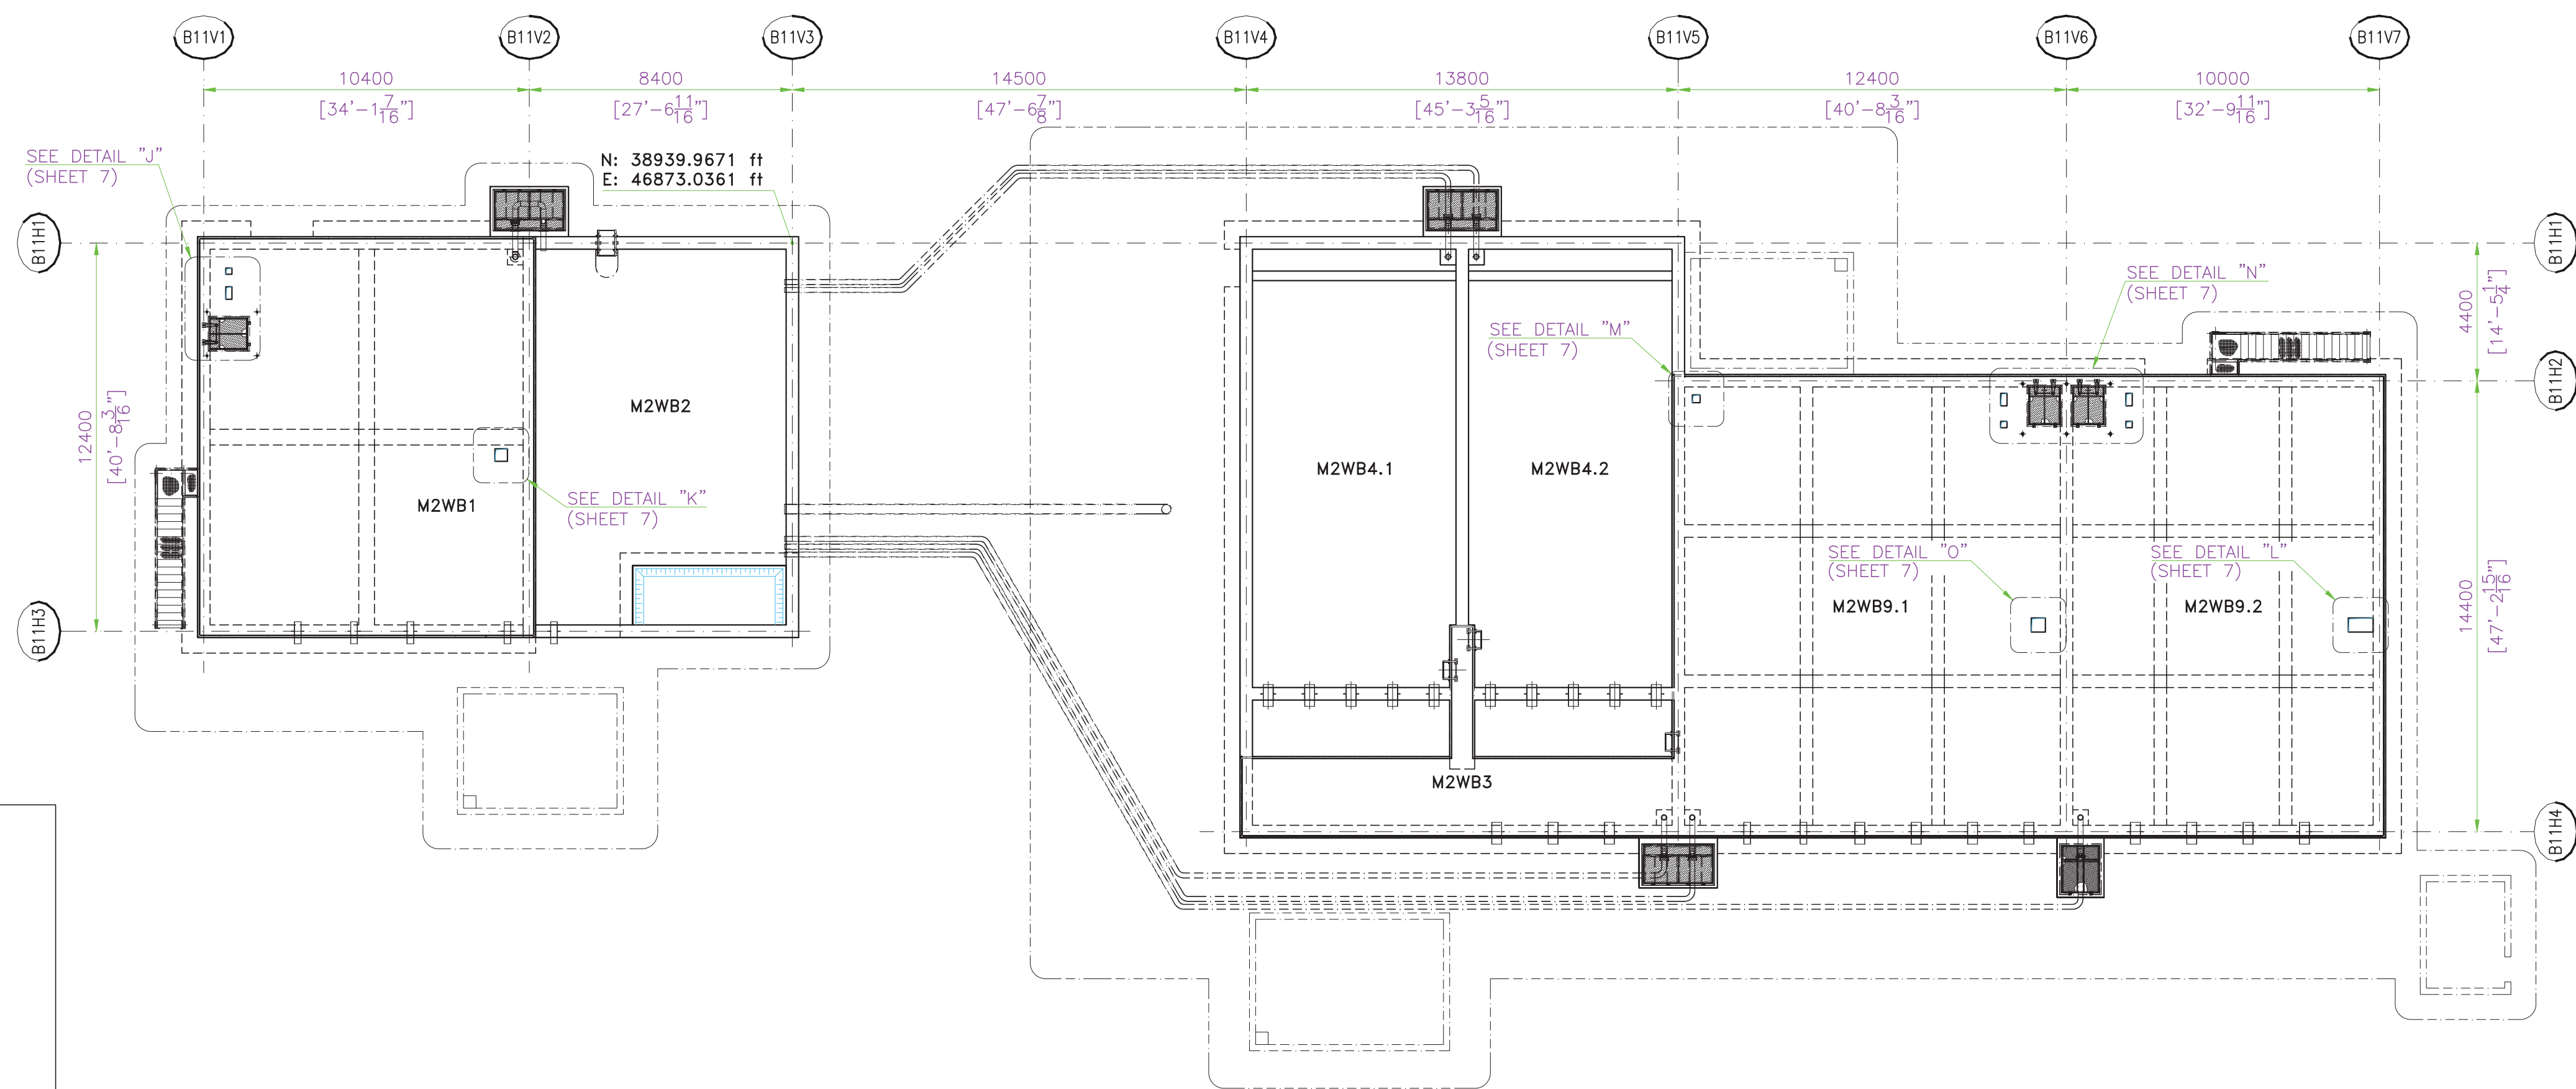 B11V1 B11V2 B11V3 B11V4 B11V5 B11V6 B11V7
10400 8400 14500 13800 12400 10000
[34'-1 7/16"] [27'-6 11/16"] [47'-6 7/8"] [45'-3 5/16"] [40'-8 3/16"] [32'-9 11/16"]
SEE DETAIL "J"
(SHEET 7)
N: 38939.9671 ft
E: 46873.0361 ft
B11H1
B11H1
4400
[14'-5 1/4"]
SEE DETAIL "N"
(SHEET 7)
SEE DETAIL "M"
(SHEET 7)
B11H2
12400
[40'-8 3/16"]
M2WB2
M2WB4.1
M2WB4.2
M2WB1
SEE DETAIL "K"
(SHEET 7)
SEE DETAIL "O"
(SHEET 7)
SEE DETAIL "L"
(SHEET 7)
M2WB9.1
M2WB9.2
14400
[47'-2 15/16"]
B11H3
M2WB3
B11H4